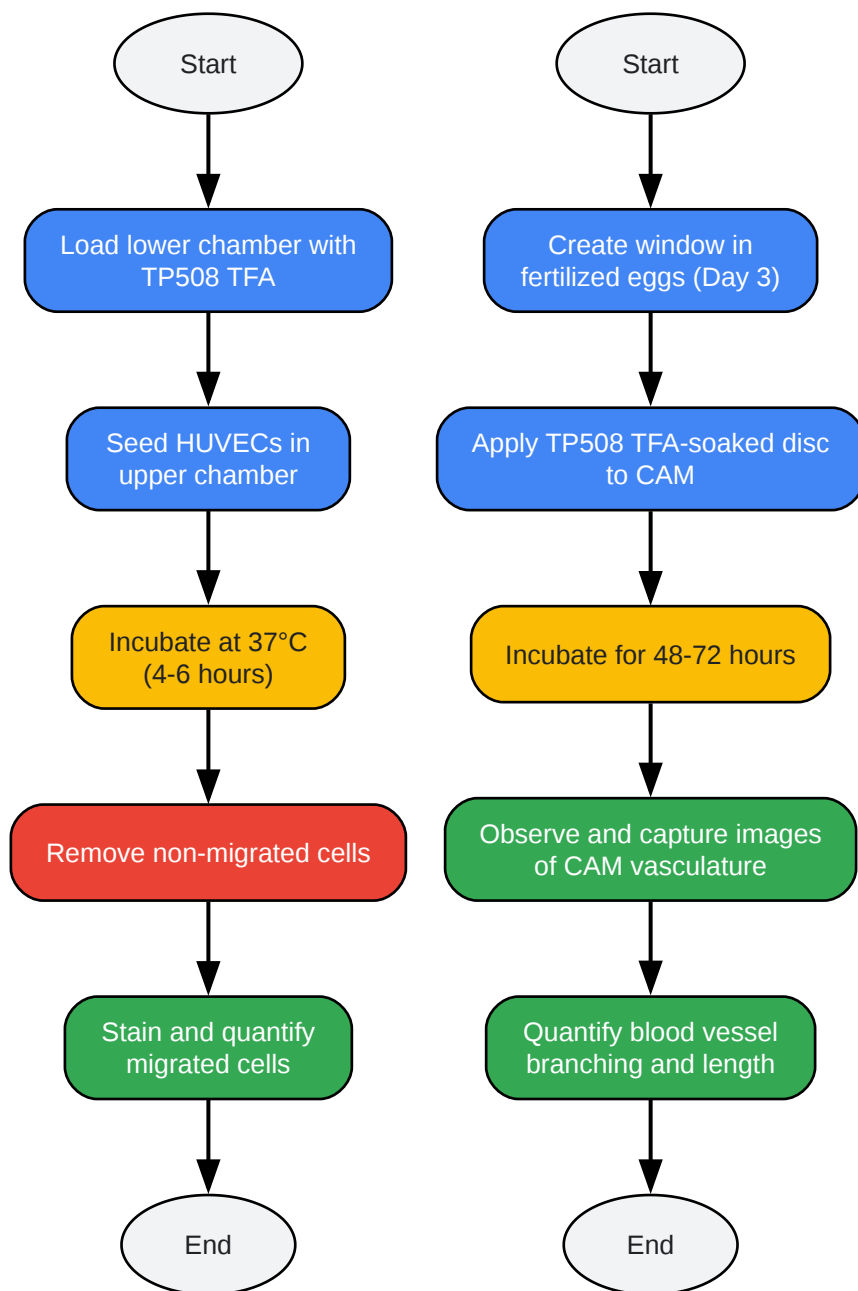 Start
Load lower chamber with
TP508 TFA
Seed HUVECs in
upper chamber
Incubate at 37°C
(4-6 hours)
Remove non-migrated cells
Stain and quantify
migrated cells
End
Start
Create window in
fertilized eggs (Day 3)
Apply TP508 TFA-soaked disc
to CAM
Incubate for 48-72 hours
Observe and capture images
of CAM vasculature
Quantify blood vessel
branching and length
End